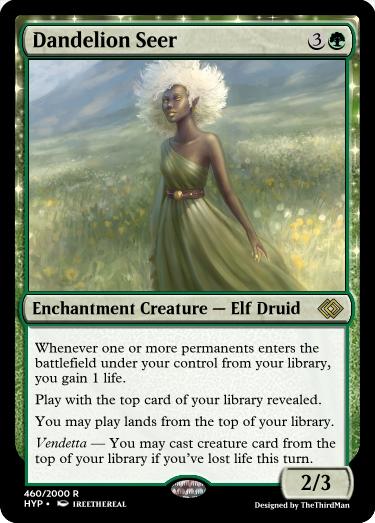 Dandelion Seer 3
Enchantment Creature — Elf Druid
Whenever one or more permanents enters the
battlefield under your control from your library,
you gain 1 life.
Play with the top card of your library revealed.
You may play lands from the top of your library.
Vendetta — You may cast creature card from the
top of your library if you've lost life this turn.
2/3
460/2000 R
HYP • IREETHEREAL
Designed by TheThirdMan